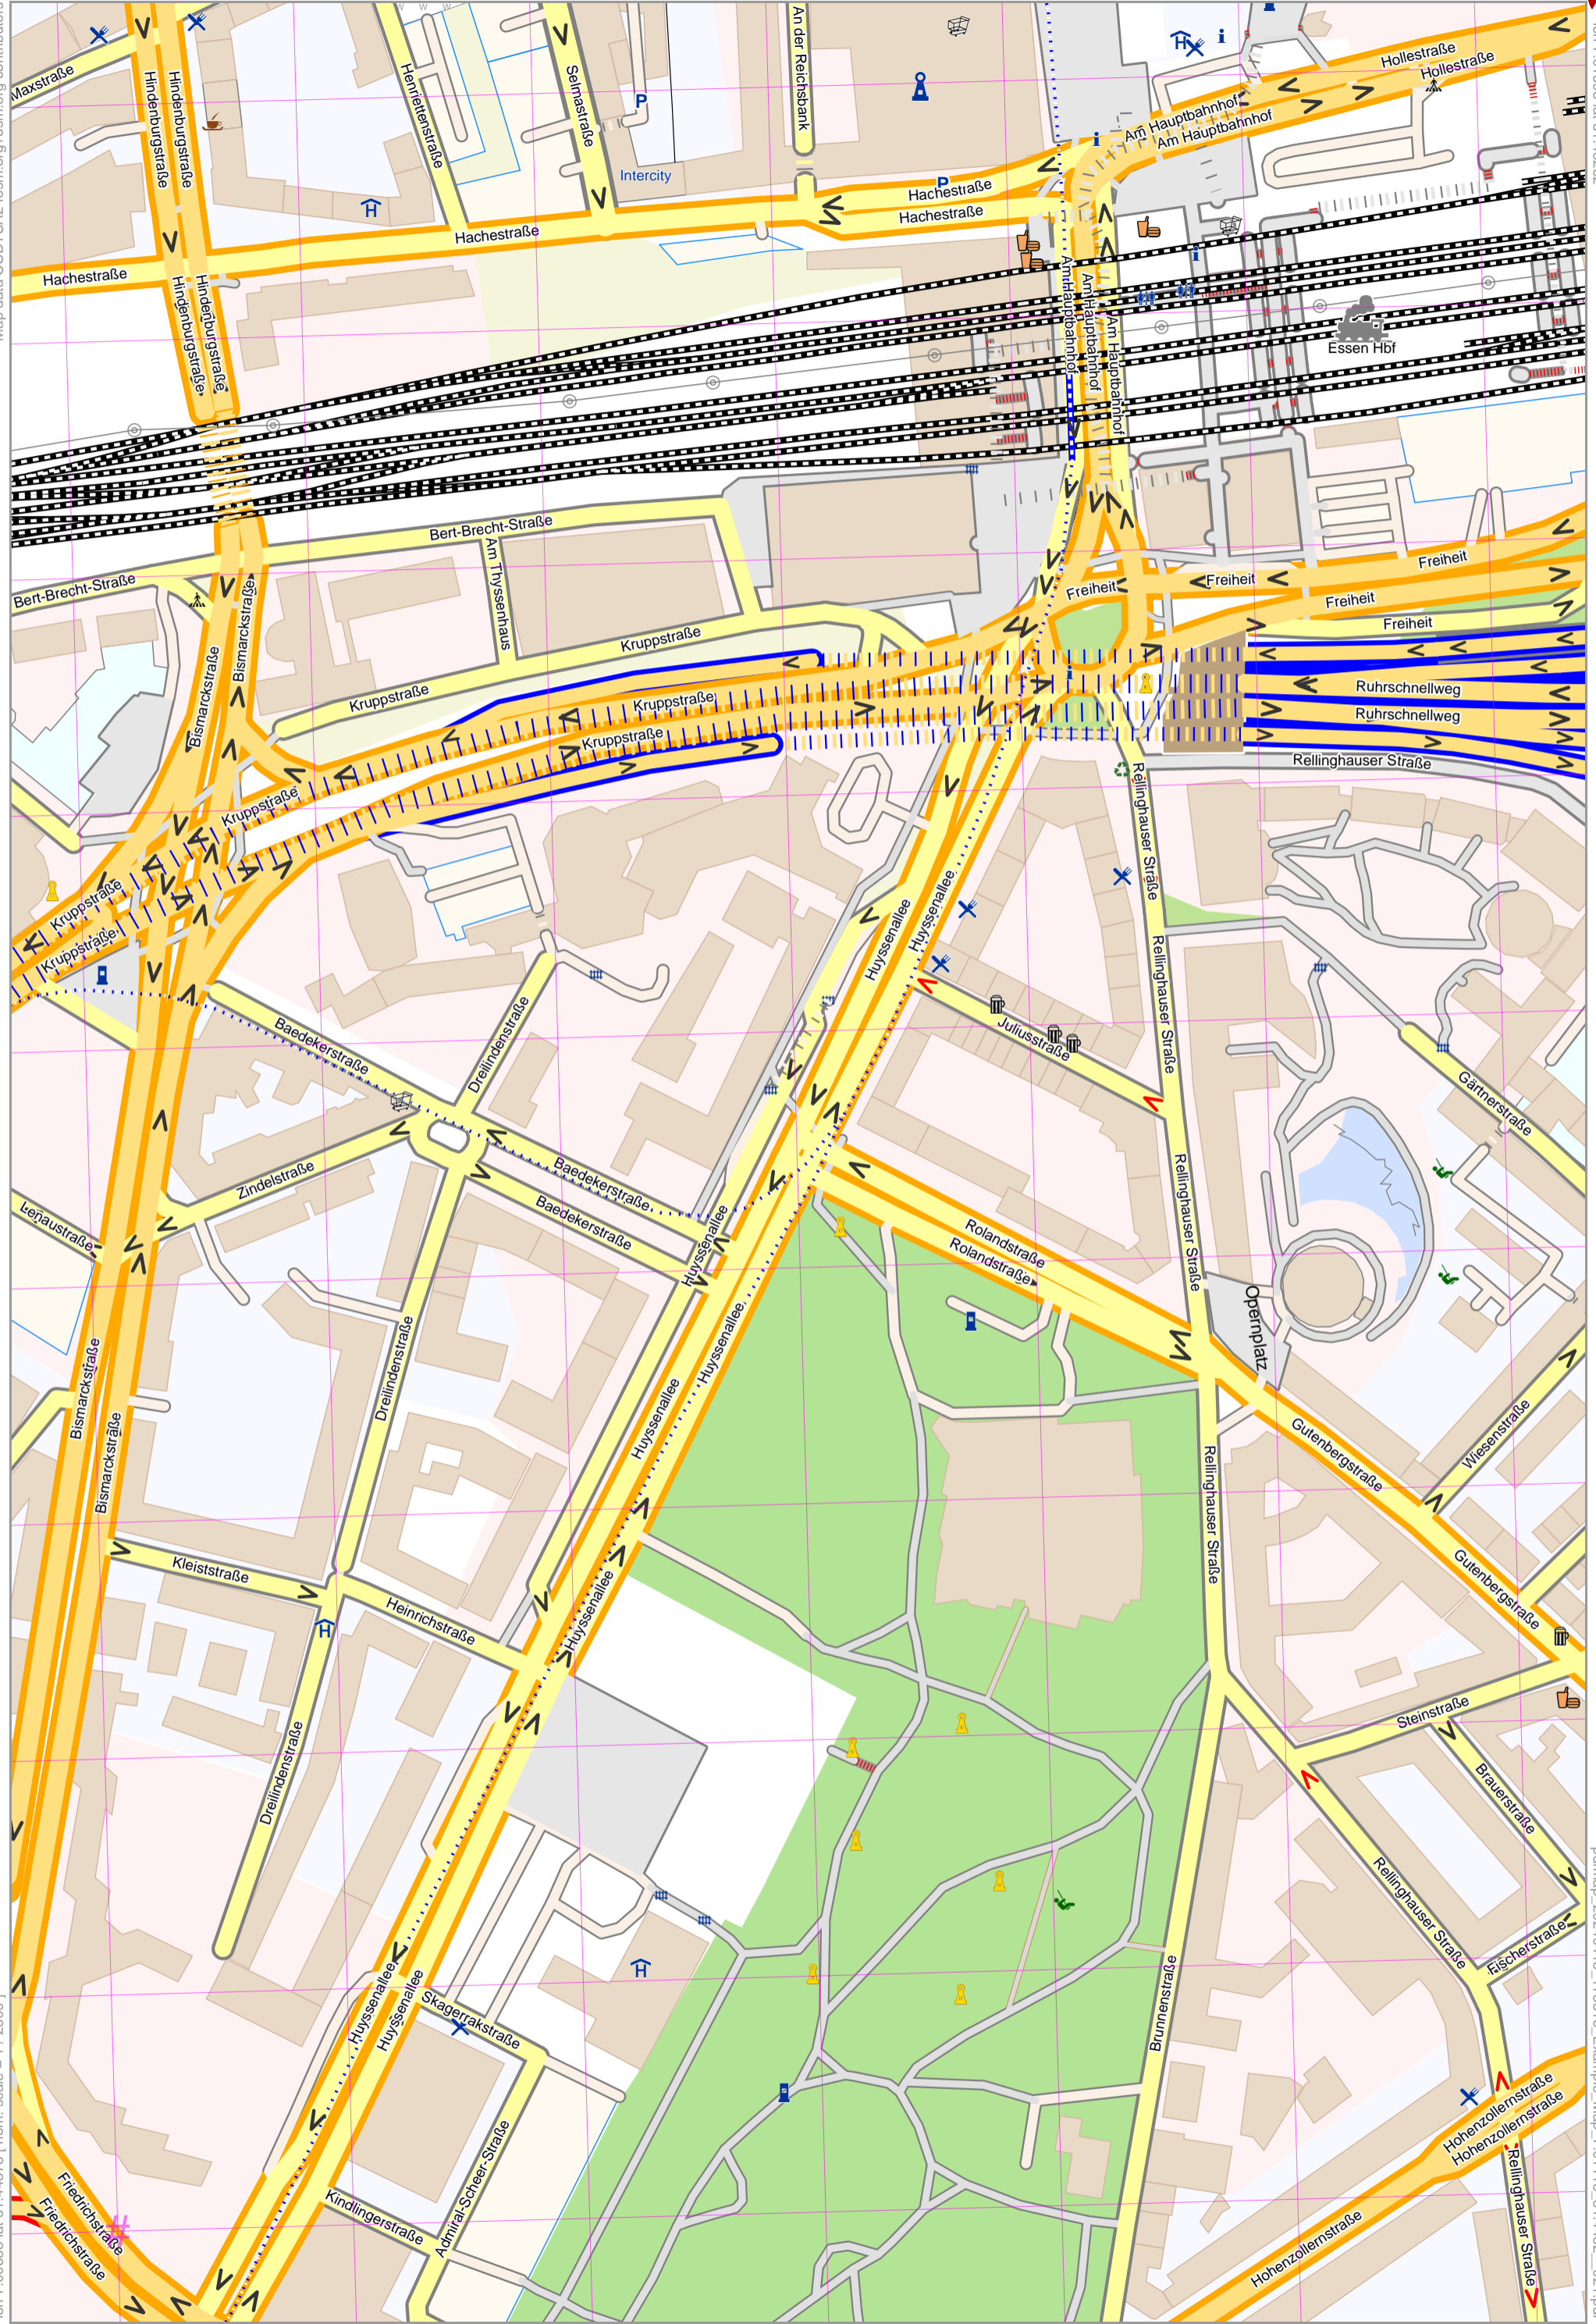 Maxstraße
Hindenburgstraße
Hindenburgstraße
Henriettenstraße
Selmastraße
An der Reichsbank
P
Intercity
i
Hollestraße
Hollestraße
Am Hauptbahnhof
Am Hauptbahnhof
P
Hachestraße
Hachestraße
Hachestraße
Hachestraße
Hindenburgstraße
Hindenburgstraße
Am Hauptbahnhof
Am Hauptbahnhof
Am Hauptbahnhof
Essen Hbf
Bert-Brecht-Straße
Bert-Brecht-Straße
Am Thyssenhaus
Freiheit
Freiheit
Freiheit
Freiheit
Freiheit
Bismarckstraße
Bismarckstraße
Kruppstraße
Kruppstraße
Kruppstraße
Kruppstraße
Ruhrschnellweg
Ruhrschnellweg
Rellinghauser Straße
Kruppstraße
Kruppstraße
Kruppstraße
Rellinghauser Straße
Huyssenallee
Huyssenallee
Rellinghauser Straße
Juliusstraße
Baedekerstraße
Dreilindenstraße
Gärtnerstraße
Zindelstraße
Baedekerstraße
Baedekerstraße
Rellinghauser Straße
Lenaustraße
Huyssenallee
Rolandstraße
Rolandstraße
Opernplatz
Huyssenallee
Bismarckstraße
Bismarckstraße
Dreilindenstraße
Huyssenallee
Gutenbergstraße
Wiesenstraße
Rellinghauser Straße
Kleiststraße
Heinrichstraße
Huyssenallee
Gutenbergstraße
Steinstraße
Dreilindenstraße
Brauerstraße
Rellinghauser Straße
Fischerstraße
Huyssenallee
Huyssenallee
Skagerrakstraße
Brunnenstraße
Admiral-Scheer-Straße
Kindlingerstraße
Friedrichstraße
Friedrichstraße
Hohenzollernstraße
Hohenzollernstraße
Hohenzollernstraße
Rellinghauser Straße